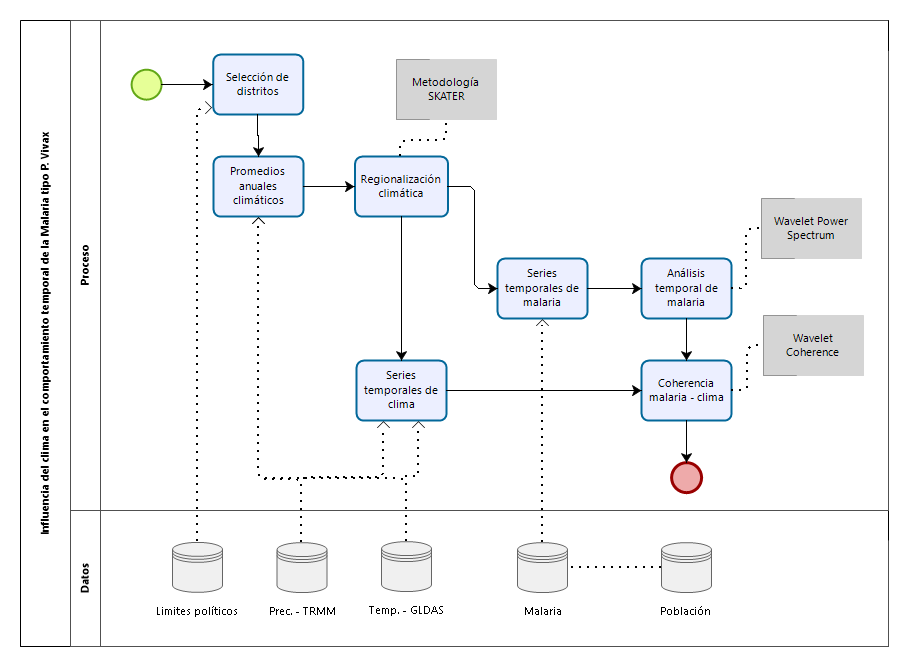 Influencia del clima en el comportamiento temporal de la Malaria tipo P. Vivax
Proceso
Selección de
distritos
Metodología
SKATER
Promedios
anuales
climáticos
Regionalización
climática
Wavelet Power
Spectrum
Series
temporales de
malaria
Análisis
temporal de
malaria
Wavelet
Coherence
Series
temporales de
clima
Coherencia
malaria - clima
Datos
Limites políticos
Prec. - TRMM
Temp. - GLDAS
Malaria
Población